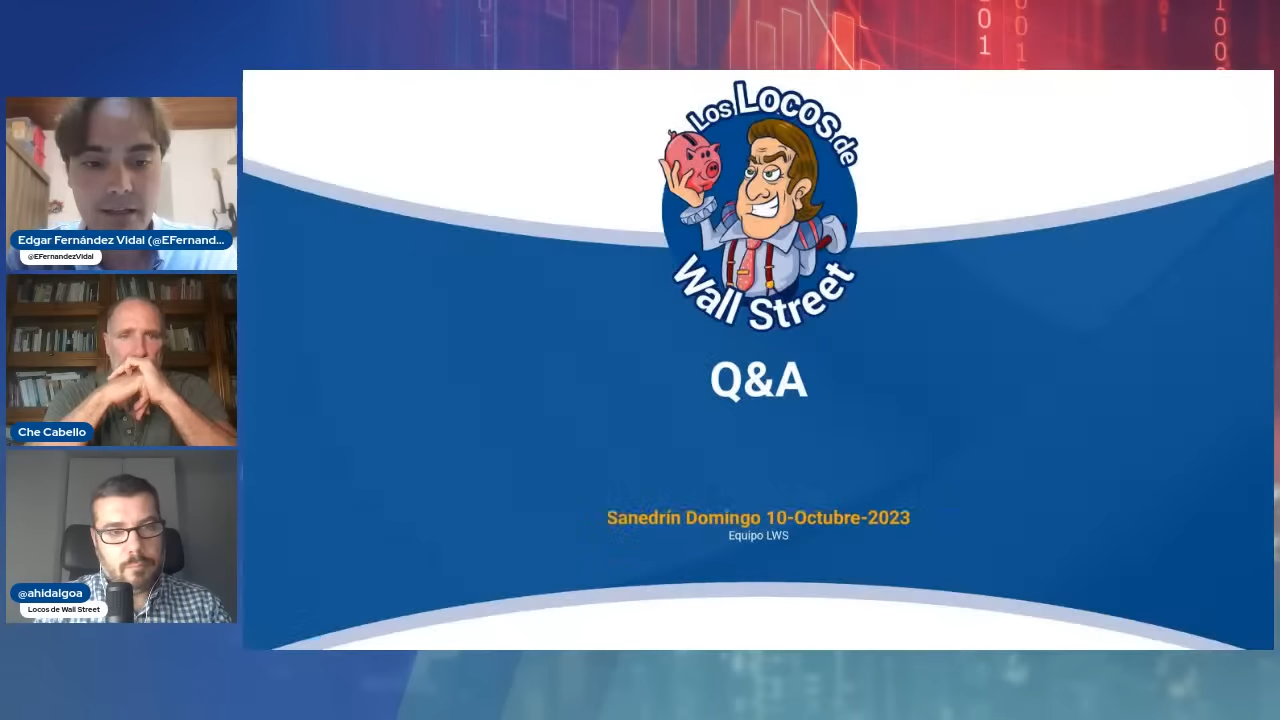 Edgar Fernández Vidal (@EFernand...
@EFernandezVidal
Che Cabello
@ahidalgoa
Locos de Wall Street
Los Locos de
Wall Street
Q&A
Sanedrín Domingo 10-Octubre-2023
Equipo LWS